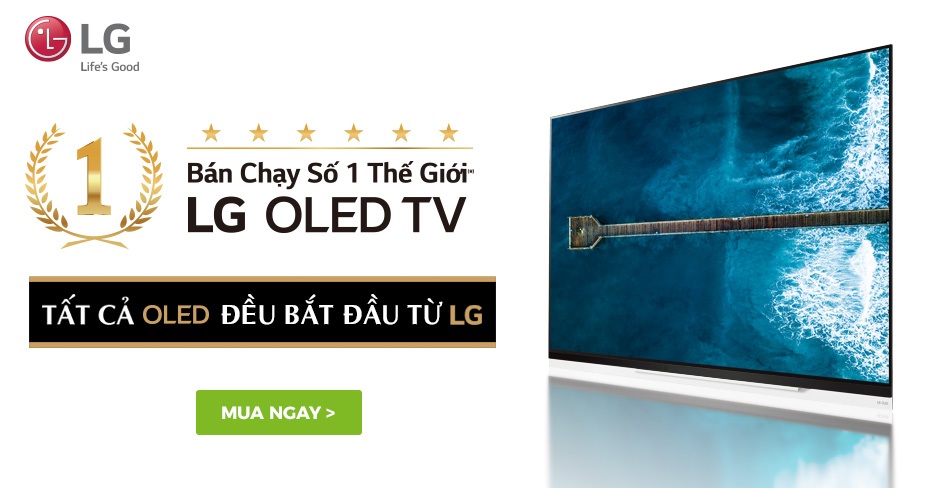 LG
Life's Good
1
Bán Chạy Số 1 Thế Giới
LG OLED TV
TẤT CẢ OLED ĐỀU BẮT ĐẦU TỪ LG
MUA NGAY >